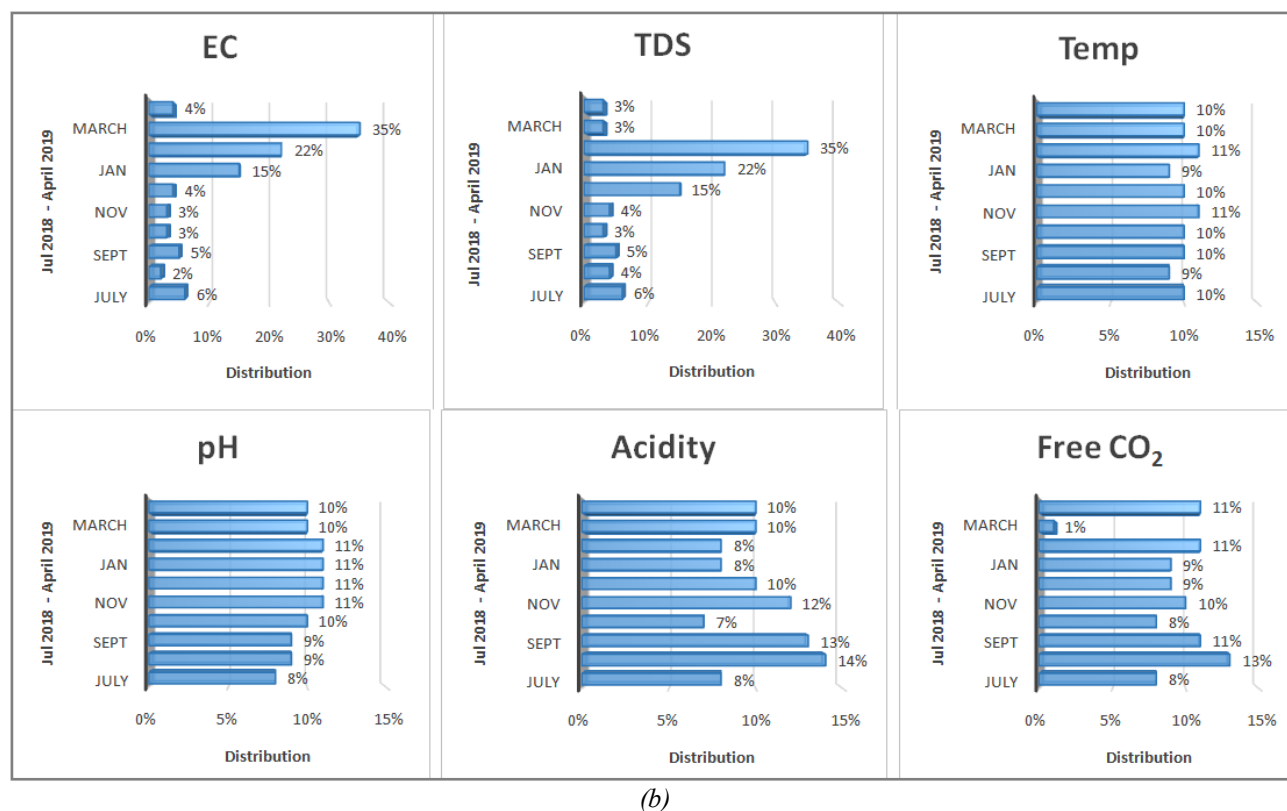 EC
Jul 2018 - April 2019
4%
MARCH 35%
22%
JAN 15%
4%
NOV 3%
3%
SEPT 5%
2%
JULY 6%
0% 10% 20% 30% 40%
Distribution
TDS
Jul 2018 - April 2019
3%
MARCH 3%
35%
JAN 22%
15%
NOV 4%
3%
SEPT 5%
4%
JULY 6%
0% 10% 20% 30% 40%
Distribution
Temp
Jul 2018 - April 2019
10%
MARCH 10%
11%
JAN 9%
10%
NOV 11%
10%
SEPT 10%
9%
JULY 10%
0% 5% 10% 15%
Distribution
pH
Jul 2018 - April 2019
10%
MARCH 10%
11%
JAN 11%
11%
NOV 11%
10%
SEPT 9%
9%
JULY 8%
0% 5% 10% 15%
Distribution
Acidity
Jul 2018 - April 2019
10%
MARCH 10%
8%
JAN 8%
10%
NOV 12%
7%
SEPT 13%
14%
JULY 8%
0% 5% 10% 15%
Distribution
Free CO₂
Jul 2018 - April 2019
11%
MARCH 1%
11%
JAN 9%
9%
NOV 10%
8%
SEPT 11%
13%
JULY 8%
0% 5% 10% 15%
Distribution
(b)